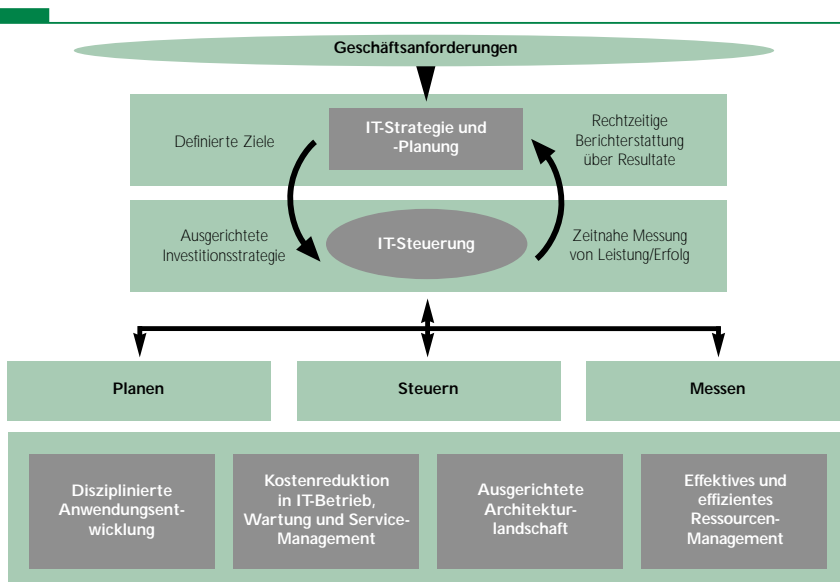 Geschäftsanforderungen
Definierte Ziele
IT-Strategie und
-Planung
Rechtzeitige
Berichterstattung
über Resultate
Ausgerichtete
Investitionsstrategie
IT-Steuerung
Zeitnahe Messung
von Leistung/Erfolg
Planen
Steuern
Messen
Disziplinierte
Anwendungsent-
wicklung
Kostenreduktion
in IT-Betrieb,
Wartung und Service-
Management
Ausgerichtete
Architektur-
landschaft
Effektives und
effizientes
Ressourcen-
Management